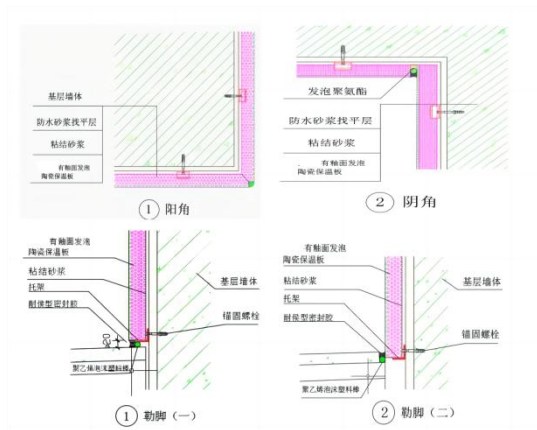 基层墙体
防水砂浆找平层
粘结砂浆
有釉面发泡
陶瓷保温板
① 阳角
发泡聚氨酯
防水砂浆找平层
粘结砂浆
有釉面发泡
陶瓷保温板
② 阴角
有釉面发泡
陶瓷保温板
粘结砂浆
托架
耐侯型密封胶
20
聚乙烯泡沫塑料棒
基层墙体
锚固螺栓
① 勒脚（一）
有釉面发泡
陶瓷保温板
粘结砂浆
托架
耐侯型密封胶
聚乙烯泡沫塑料棒
基层墙体
锚固螺栓
② 勒脚（二）